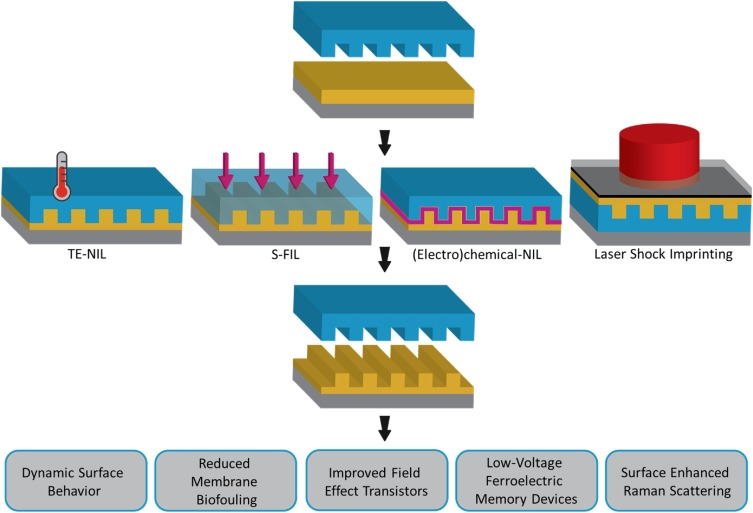 TE-NIL
S-FIL
(Electro)chemical-NIL
Laser Shock Imprinting
Dynamic Surface
Behavior
Reduced
Membrane
Biofouling
Improved Field
Effect Transistors
Low-Voltage
Ferroelectric
Memory Devices
Surface Enhanced
Raman Scattering